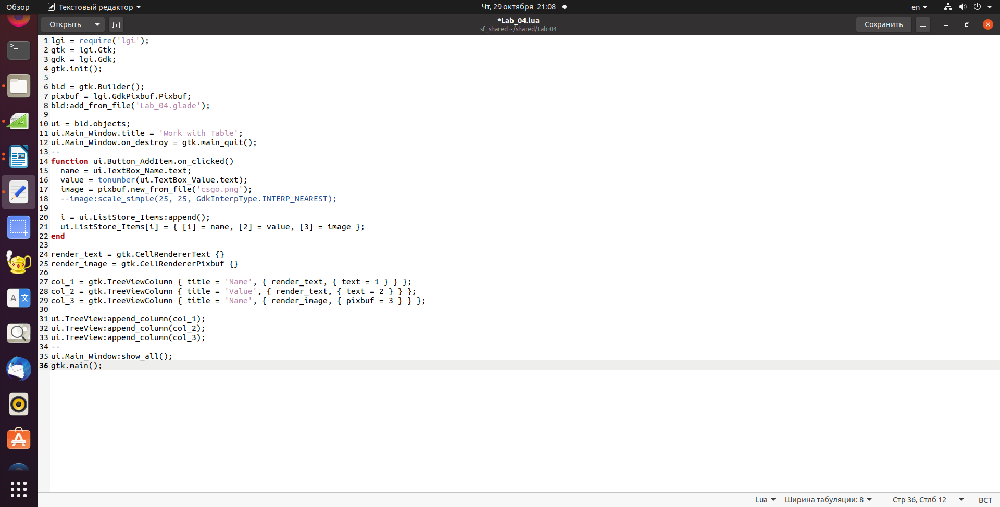 Обзор
Текстовый редактор
Чт, 29 октября 21:08
en
Открыть
*Lab_04.lua
sf_shared ~/shared/Lab-04
Сохранить
1 lgi = require('lgi');
2 gtk = lgi.Gtk;
3 gdk = lgi.Gdk;
4 gtk.init();
5
6 bld = gtk.Builder();
7 pixbuf = lgi.GdkPixbuf.Pixbuf;
8 bld:add_from_file('Lab_04.glade');
9
10 ui = bld.objects;
11 ui.Main_Window.title = 'Work with Table';
12 ui.Main_Window.on_destroy = gtk.main_quit();
13 --
14 function ui.Button_AddItem.on_clicked()
15   name = ui.TextBox_Name.text;
16   value = tonumber(ui.TextBox_Value.text);
17   image = pixbuf.new_from_file('csgo.png');
18   --image:scale_simple(25, 25, GdkInterpType.INTERP_NEAREST);
19
20   i = ui.ListStore_Items:append();
21   ui.ListStore_Items[i] = { [1] = name, [2] = value, [3] = image };
22 end
23
24 render_text = gtk.CellRendererText {}
25 render_image = gtk.CellRendererPixbuf {}
26
27 col_1 = gtk.TreeViewColumn { title = 'Name', { render_text, { text = 1 } } };
28 col_2 = gtk.TreeViewColumn { title = 'Value', { render_text, { text = 2 } } };
29 col_3 = gtk.TreeViewColumn { title = 'Name', { render_image, { pixbuf = 3 } } };
30
31 ui.TreeView:append_column(col_1);
32 ui.TreeView:append_column(col_2);
33 ui.TreeView:append_column(col_3);
34 --
35 ui.Main_Window:show_all();
36 gtk.main();
Lua
Ширина табуляции: 8
Стр 36, Стлб 12
ВСТ